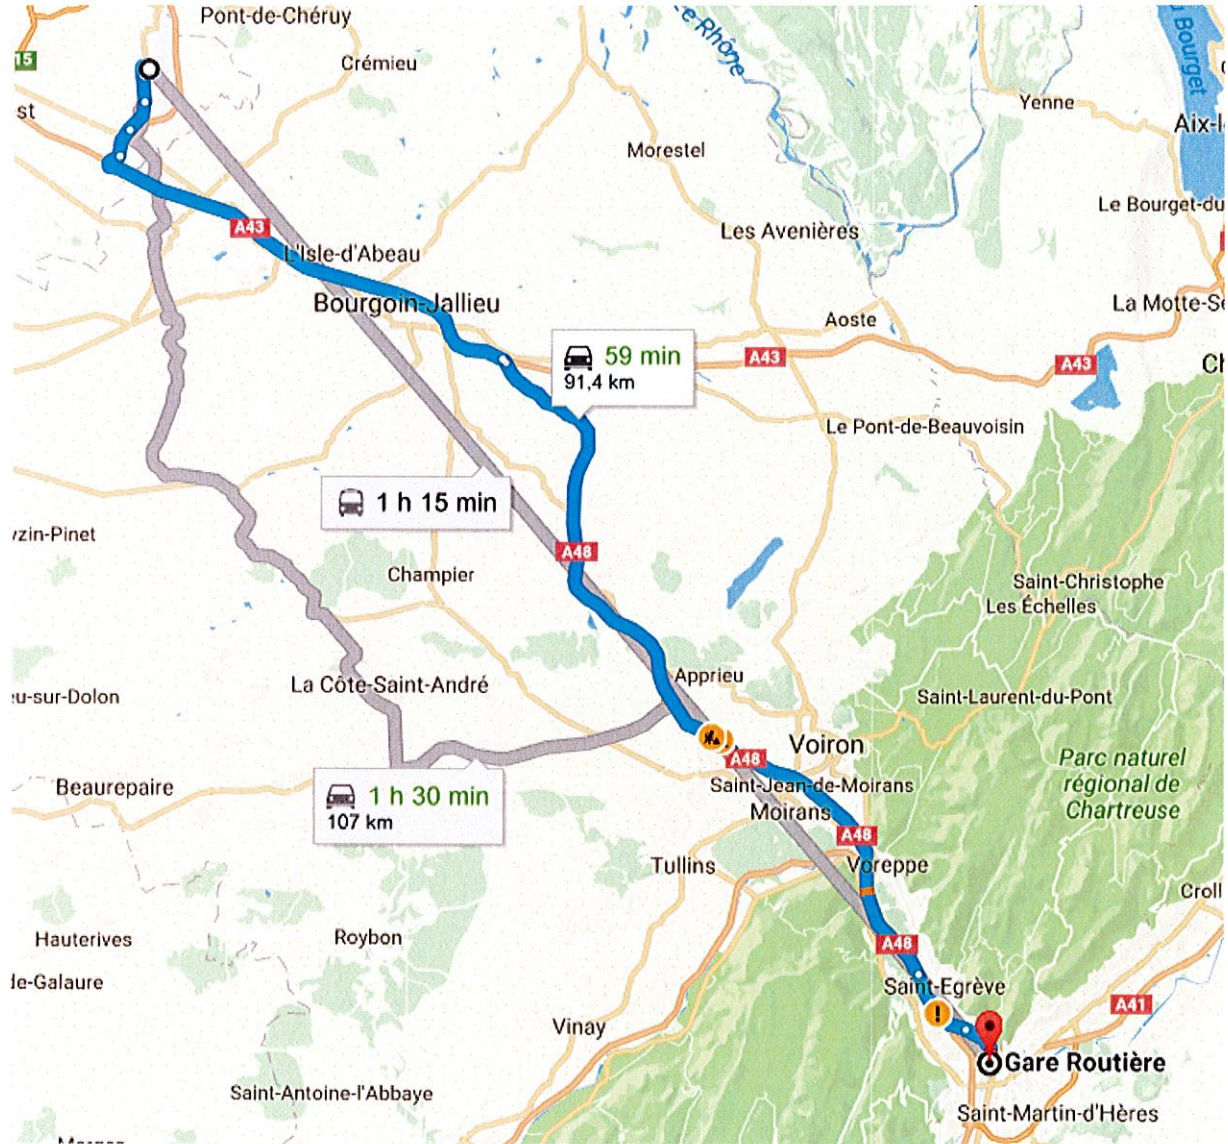 Pont-de-Chéruy
Le Rhône
du Bourget
15
Crémieu
st
Yenne
Aix-l
Morestel
Le Bourget-du
A43
Les Avenières
L'Isle-d'Abeau
Bourgoin-Jallieu
La Motte-Se
Aoste
59 min
91,4 km
A43
A43
Ch
Le Pont-de-Beauvoisin
1 h 15 min
yzin-Pinet
A48
Champier
Saint-Christophe
Les Échelles
La Côte-Saint-André
Apprieu
eu-sur-Dolon
Saint-Laurent-du-Pont
Voiron
A48
Parc naturel
régional de
Chartreuse
Beaurepaire
1 h 30 min
107 km
Saint-Jean-de-Moirans
Moirans
A48
Tullins
Voreppe
Croll
Hauterives
Roybon
A48
de-Galaure
Saint-Egrève
A41
Vinay
Gare Routière
Saint-Antoine-l'Abbaye
Saint-Martin-d'Hères